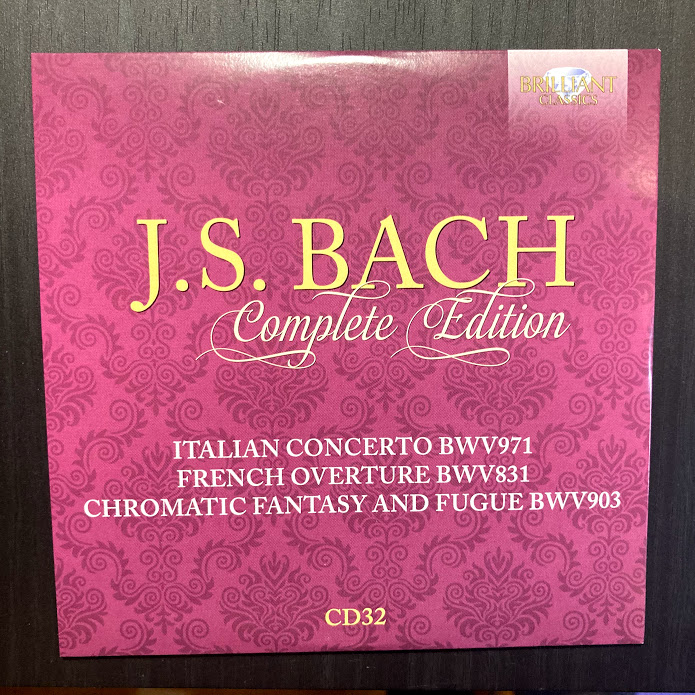 BRILLIANT
CLASSICS
J.S. BACH
Complete Edition
ITALIAN CONCERTO BWV971
FRENCH OVERTURE BWV831
CHROMATIC FANTASY AND FUGUE BWV903
CD32